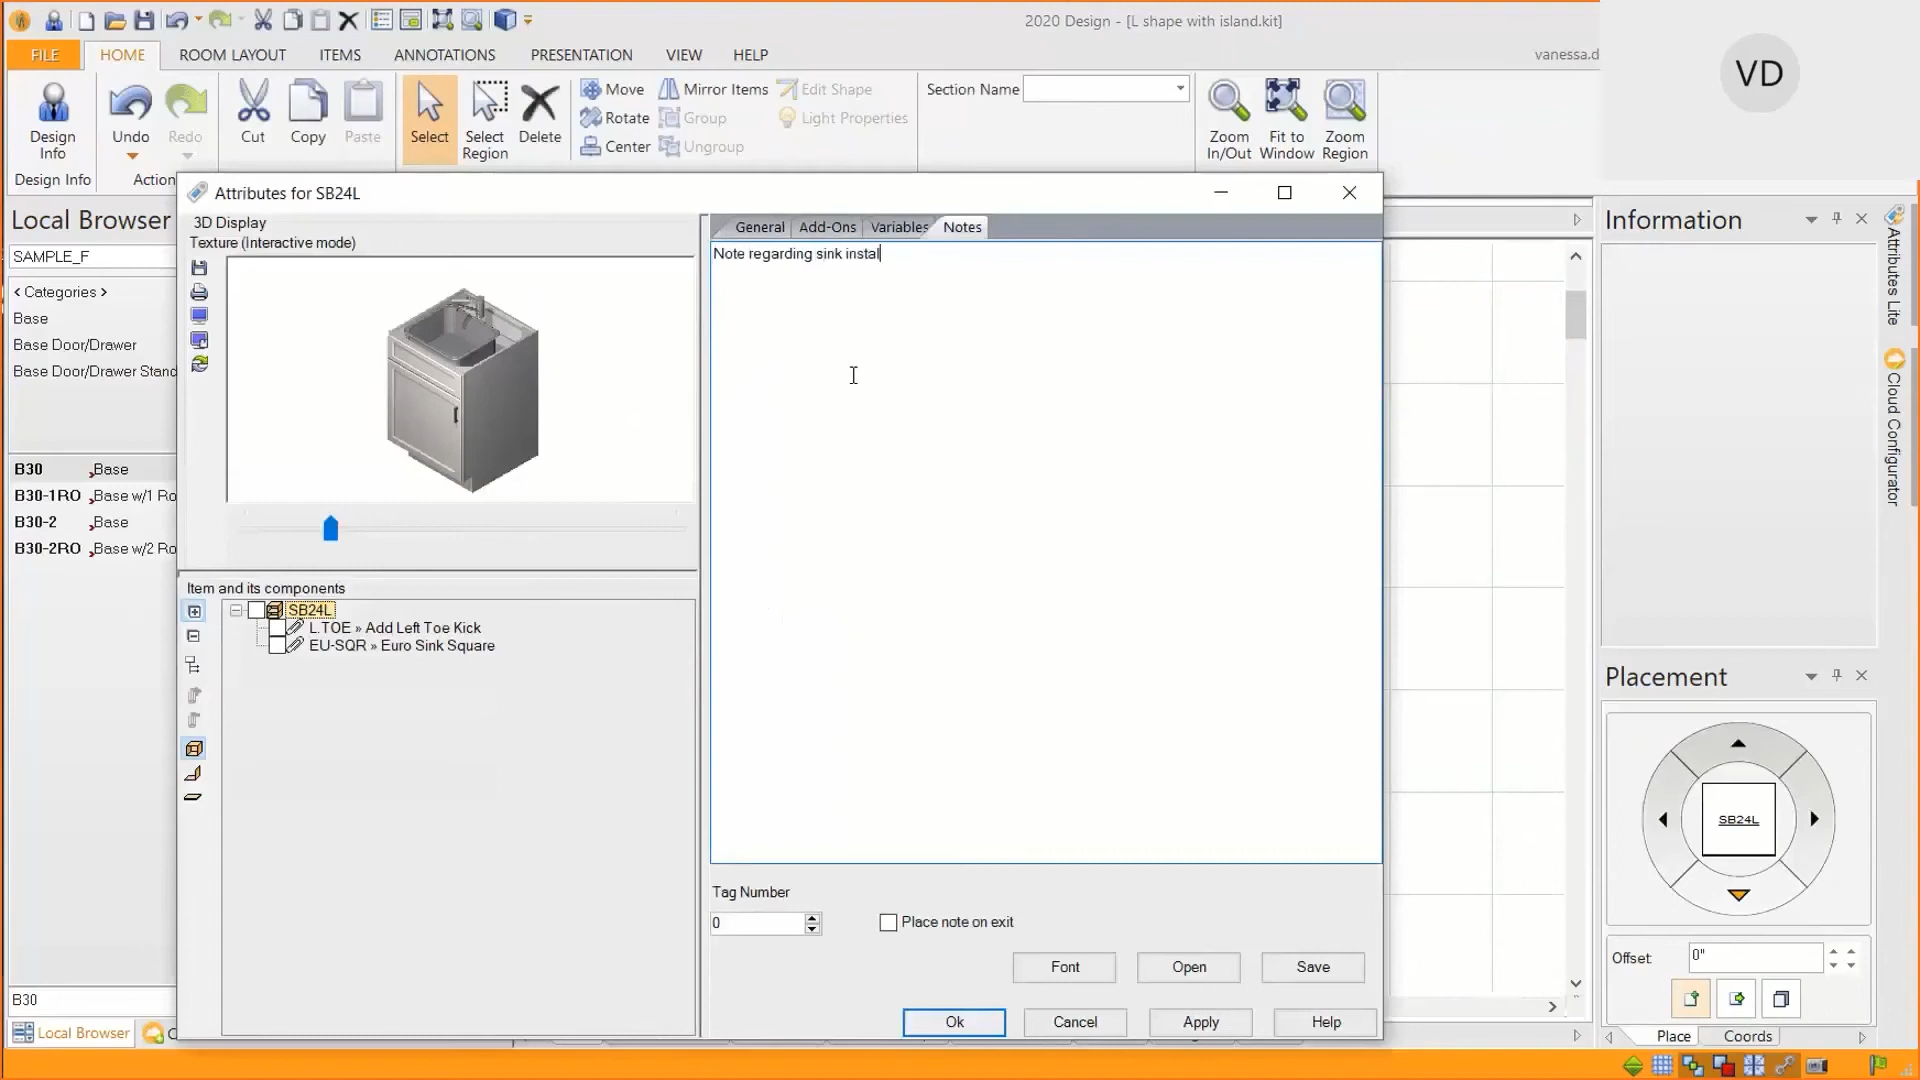 2020 Design - [L shape with island.kit]
FILE
HOME
ROOM LAYOUT
ITEMS
ANNOTATIONS
PRESENTATION
VIEW
HELP
vanessa.d
VD
Design
Info
Undo
Redo
Cut
Copy
Paste
Select
Select
Region
Delete
Move
Rotate
Center
Mirror Items
Group
Ungroup
Edit Shape
Light Properties
Section Name
Zoom
In/Out
Fit to
Window
Zoom
Region
Design Info
Action
Local Browser
SAMPLE_F
< Categories >
Base
Base Door/Drawer
Base Door/Drawer Stand
B30 Base
B30-1RO Base w/1 Ro
B30-2 Base
B30-2RO Base w/2 Ro
B30
Local Browser
C
Attributes for SB24L
3D Display
Texture (Interactive mode)
Item and its components
SB24L
L.TOE » Add Left Toe Kick
EU-SQR » Euro Sink Square
General
Add-Ons
Variables
Notes
Note regarding sink instal
Tag Number
0
Place note on exit
Font
Open
Save
Ok
Cancel
Apply
Help
Information
Attributes Lite
Cloud Configurator
Placement
SB24L
Offset:
0"
Place
Coords